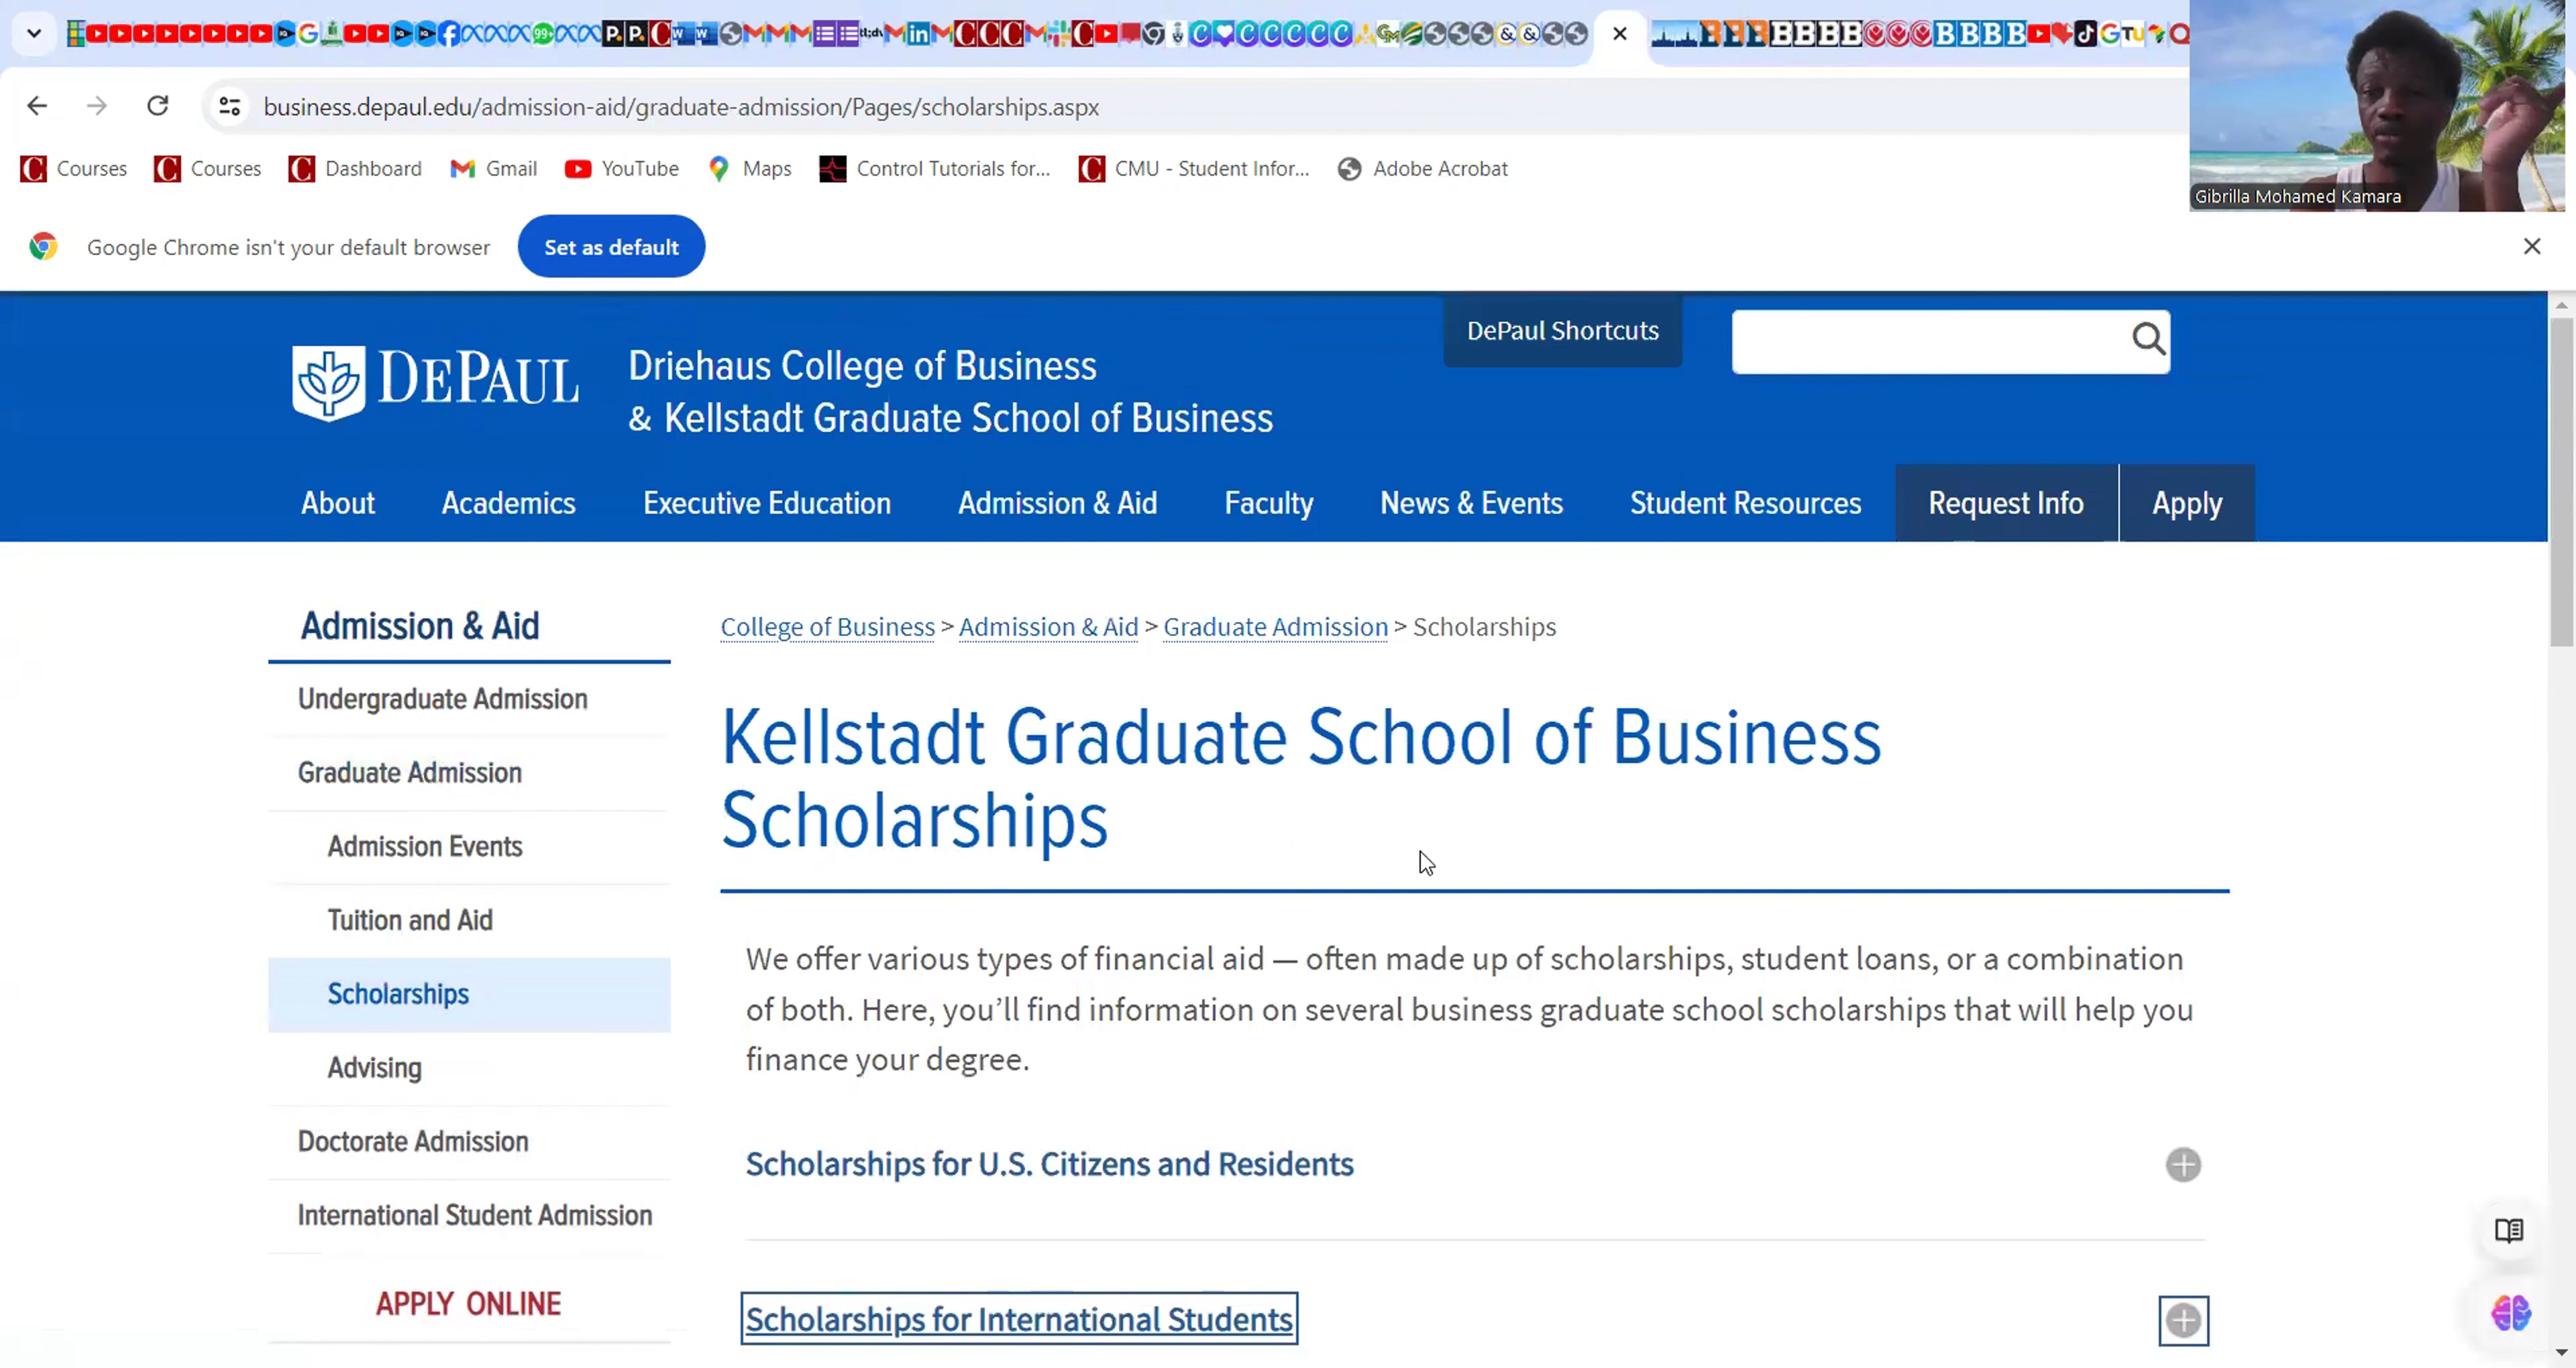 business.depaul.edu/admission-aid/graduate-admission/Pages/scholarships.aspx
Courses Courses Dashboard Gmail YouTube Maps Control Tutorials for... CMU - Student Infor... Adobe Acrobat
Gibrilla Mohamed Kamara
Google Chrome isn't your default browser Set as default
DePaul Shortcuts
DEPAUL
Driehaus College of Business
& Kellstadt Graduate School of Business
About Academics Executive Education Admission & Aid Faculty News & Events Student Resources Request Info Apply
Admission & Aid
Undergraduate Admission
Graduate Admission
Admission Events
Tuition and Aid
Scholarships
Advising
Doctorate Admission
International Student Admission
APPLY ONLINE
College of Business > Admission & Aid > Graduate Admission > Scholarships
Kellstadt Graduate School of Business
Scholarships
We offer various types of financial aid — often made up of scholarships, student loans, or a combination
of both. Here, you’ll find information on several business graduate school scholarships that will help you
finance your degree.
Scholarships for U.S. Citizens and Residents
Scholarships for International Students